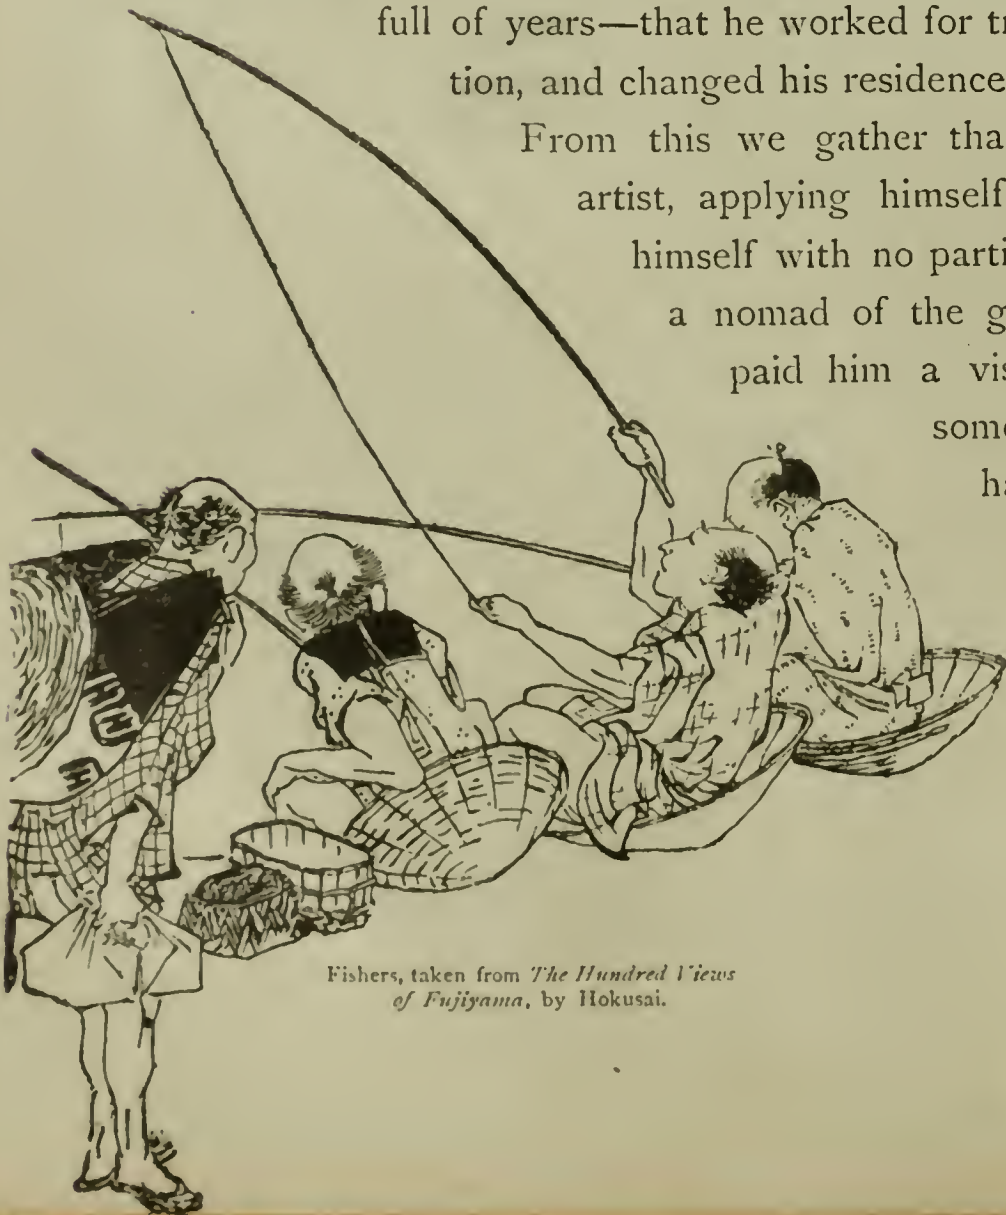 full of years—that he worked for
tion, and changed his residence
From this we gather
artist, applying himself
himself with no
a nomad of the
paid him a
Fishers, taken from The Hundred Views
of Fujiyama, by Hokusai.